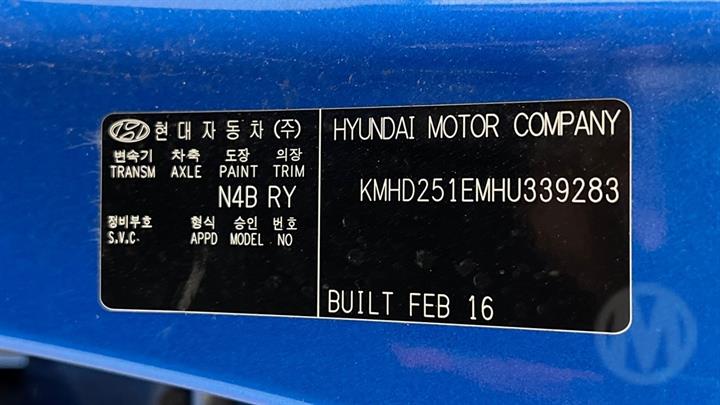 현대자동차(주)
변속기 차축 도장 의장
TRANSM AXLE PAINT TRIM
N4B RY
정비부호 형식 승인 번호
S.V.C APPD MODEL NO
HYUNDAI MOTOR COMPANY
KMHD251EMHU339283
BUILT FEB 16
M